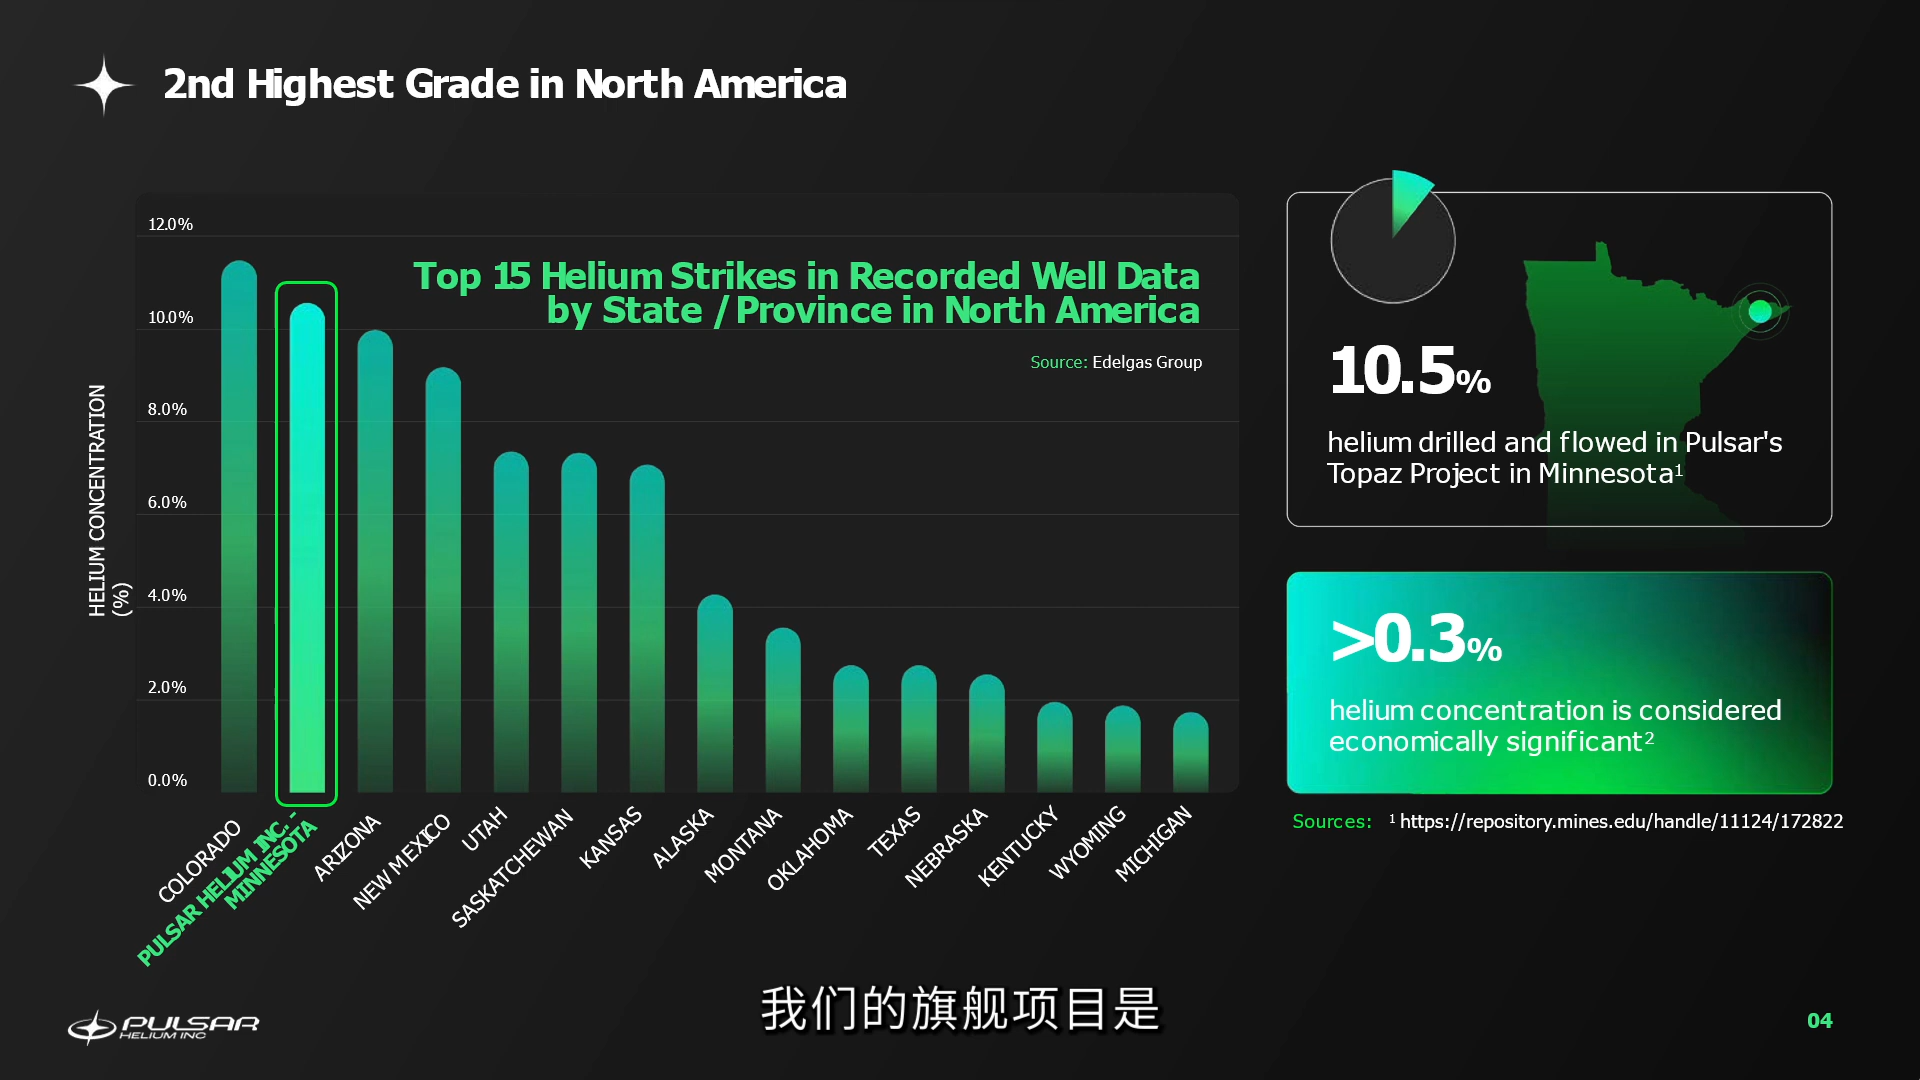 2nd Highest Grade in North America
12.0%
10.0%
8.0%
6.0%
4.0%
2.0%
0.0%
HELIUM CONCENTRATION
(%)
Top 15 Helium Strikes in Recorded Well Data
by State / Province in North America
Source: Edelgas Group
COLORADO
PULSAR HELIUM INC. -
MINNESOTA
ARIZONA
NEW MEXICO
UTAH
SASKATCHEWAN
KANSAS
ALASKA
MONTANA
OKLAHOMA
TEXAS
NEBRASKA
KENTUCKY
WYOMING
MICHIGAN
10.5%
helium drilled and flowed in Pulsar's
Topaz Project in Minnesota¹
>0.3%
helium concentration is considered
economically significant²
Sources: ¹ https://repository.mines.edu/handle/11124/172822
我们的旗舰项目是
PULSAR
HELIUM INC
04